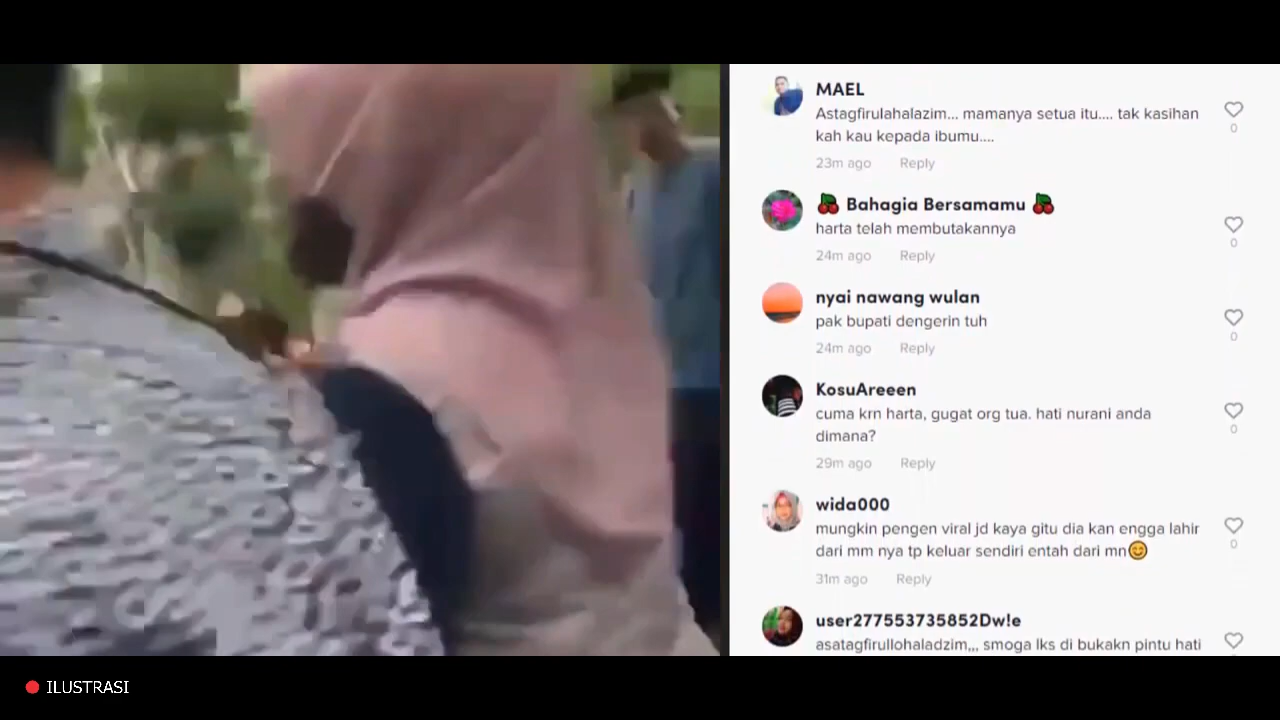 MAEL
Astagfirulahalazim... mamanya setua itu.... tak kasihan
kah kau kepada ibumu....
23m ago Reply
0
🍒 Bahagia Bersamamu 🍒
harta telah membutakannya
24m ago Reply
0
nyai nawang wulan
pak bupati dengerin tuh
24m ago Reply
0
KosuAreeen
cuma krn harta, gugat org tua. hati nurani anda
dimana?
29m ago Reply
0
wida000
mungkin pengen viral jd kaya gitu dia kan engga lahir
dari mm nya tp keluar sendiri entah dari mn😊
31m ago Reply
0
user277553735852Dw!e
asatagfirullohaladzim,,, smoga lks di bukakn pintu hati
ILUSTRASI